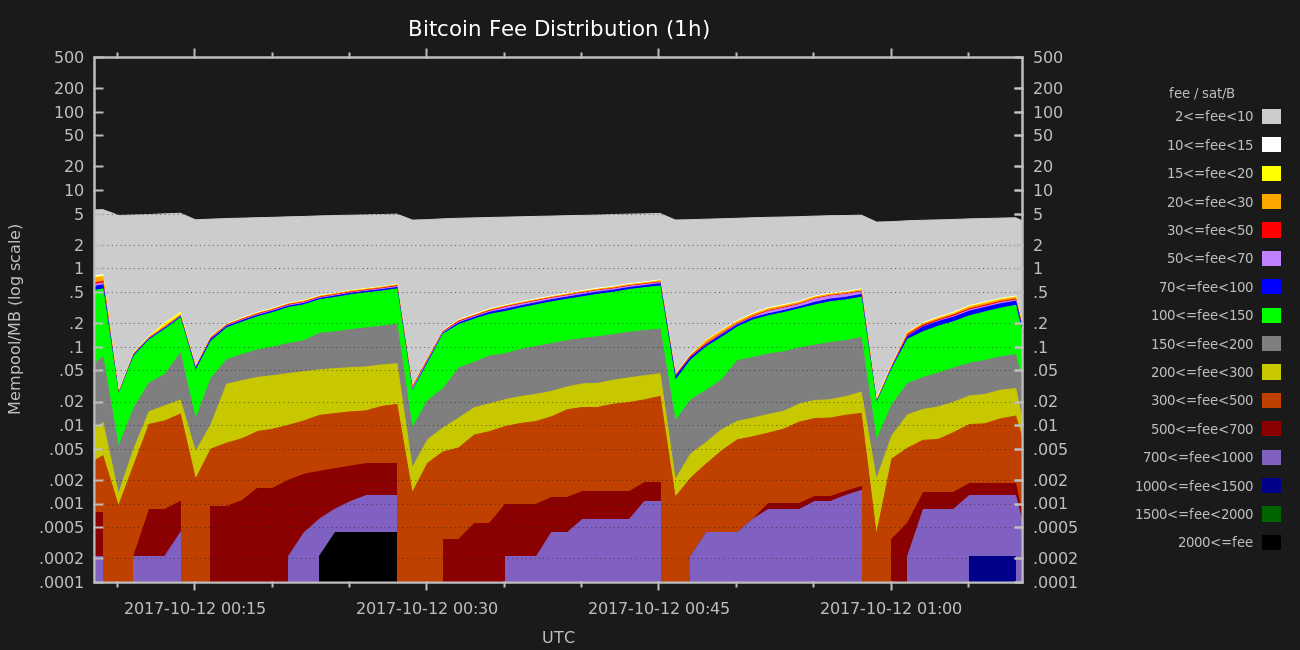 Bitcoin Fee Distribution (1h)
500 500
200 200
100 100
50 50
20 20
10 10
5 5
2 2
1 1
.5 .5
.2 .2
.1 .1
.05 .05
.02 .02
.01 .01
.005 .005
.002 .002
.001 .001
.0005 .0005
.0002 .0002
.0001 .0001
Mempool/MB (log scale)
2017-10-12 00:15 2017-10-12 00:30 2017-10-12 00:45 2017-10-12 01:00
UTC
fee / sat/B
2<=fee<10
10<=fee<15
15<=fee<20
20<=fee<30
30<=fee<50
50<=fee<70
70<=fee<100
100<=fee<150
150<=fee<200
200<=fee<300
300<=fee<500
500<=fee<700
700<=fee<1000
1000<=fee<1500
1500<=fee<2000
2000<=fee